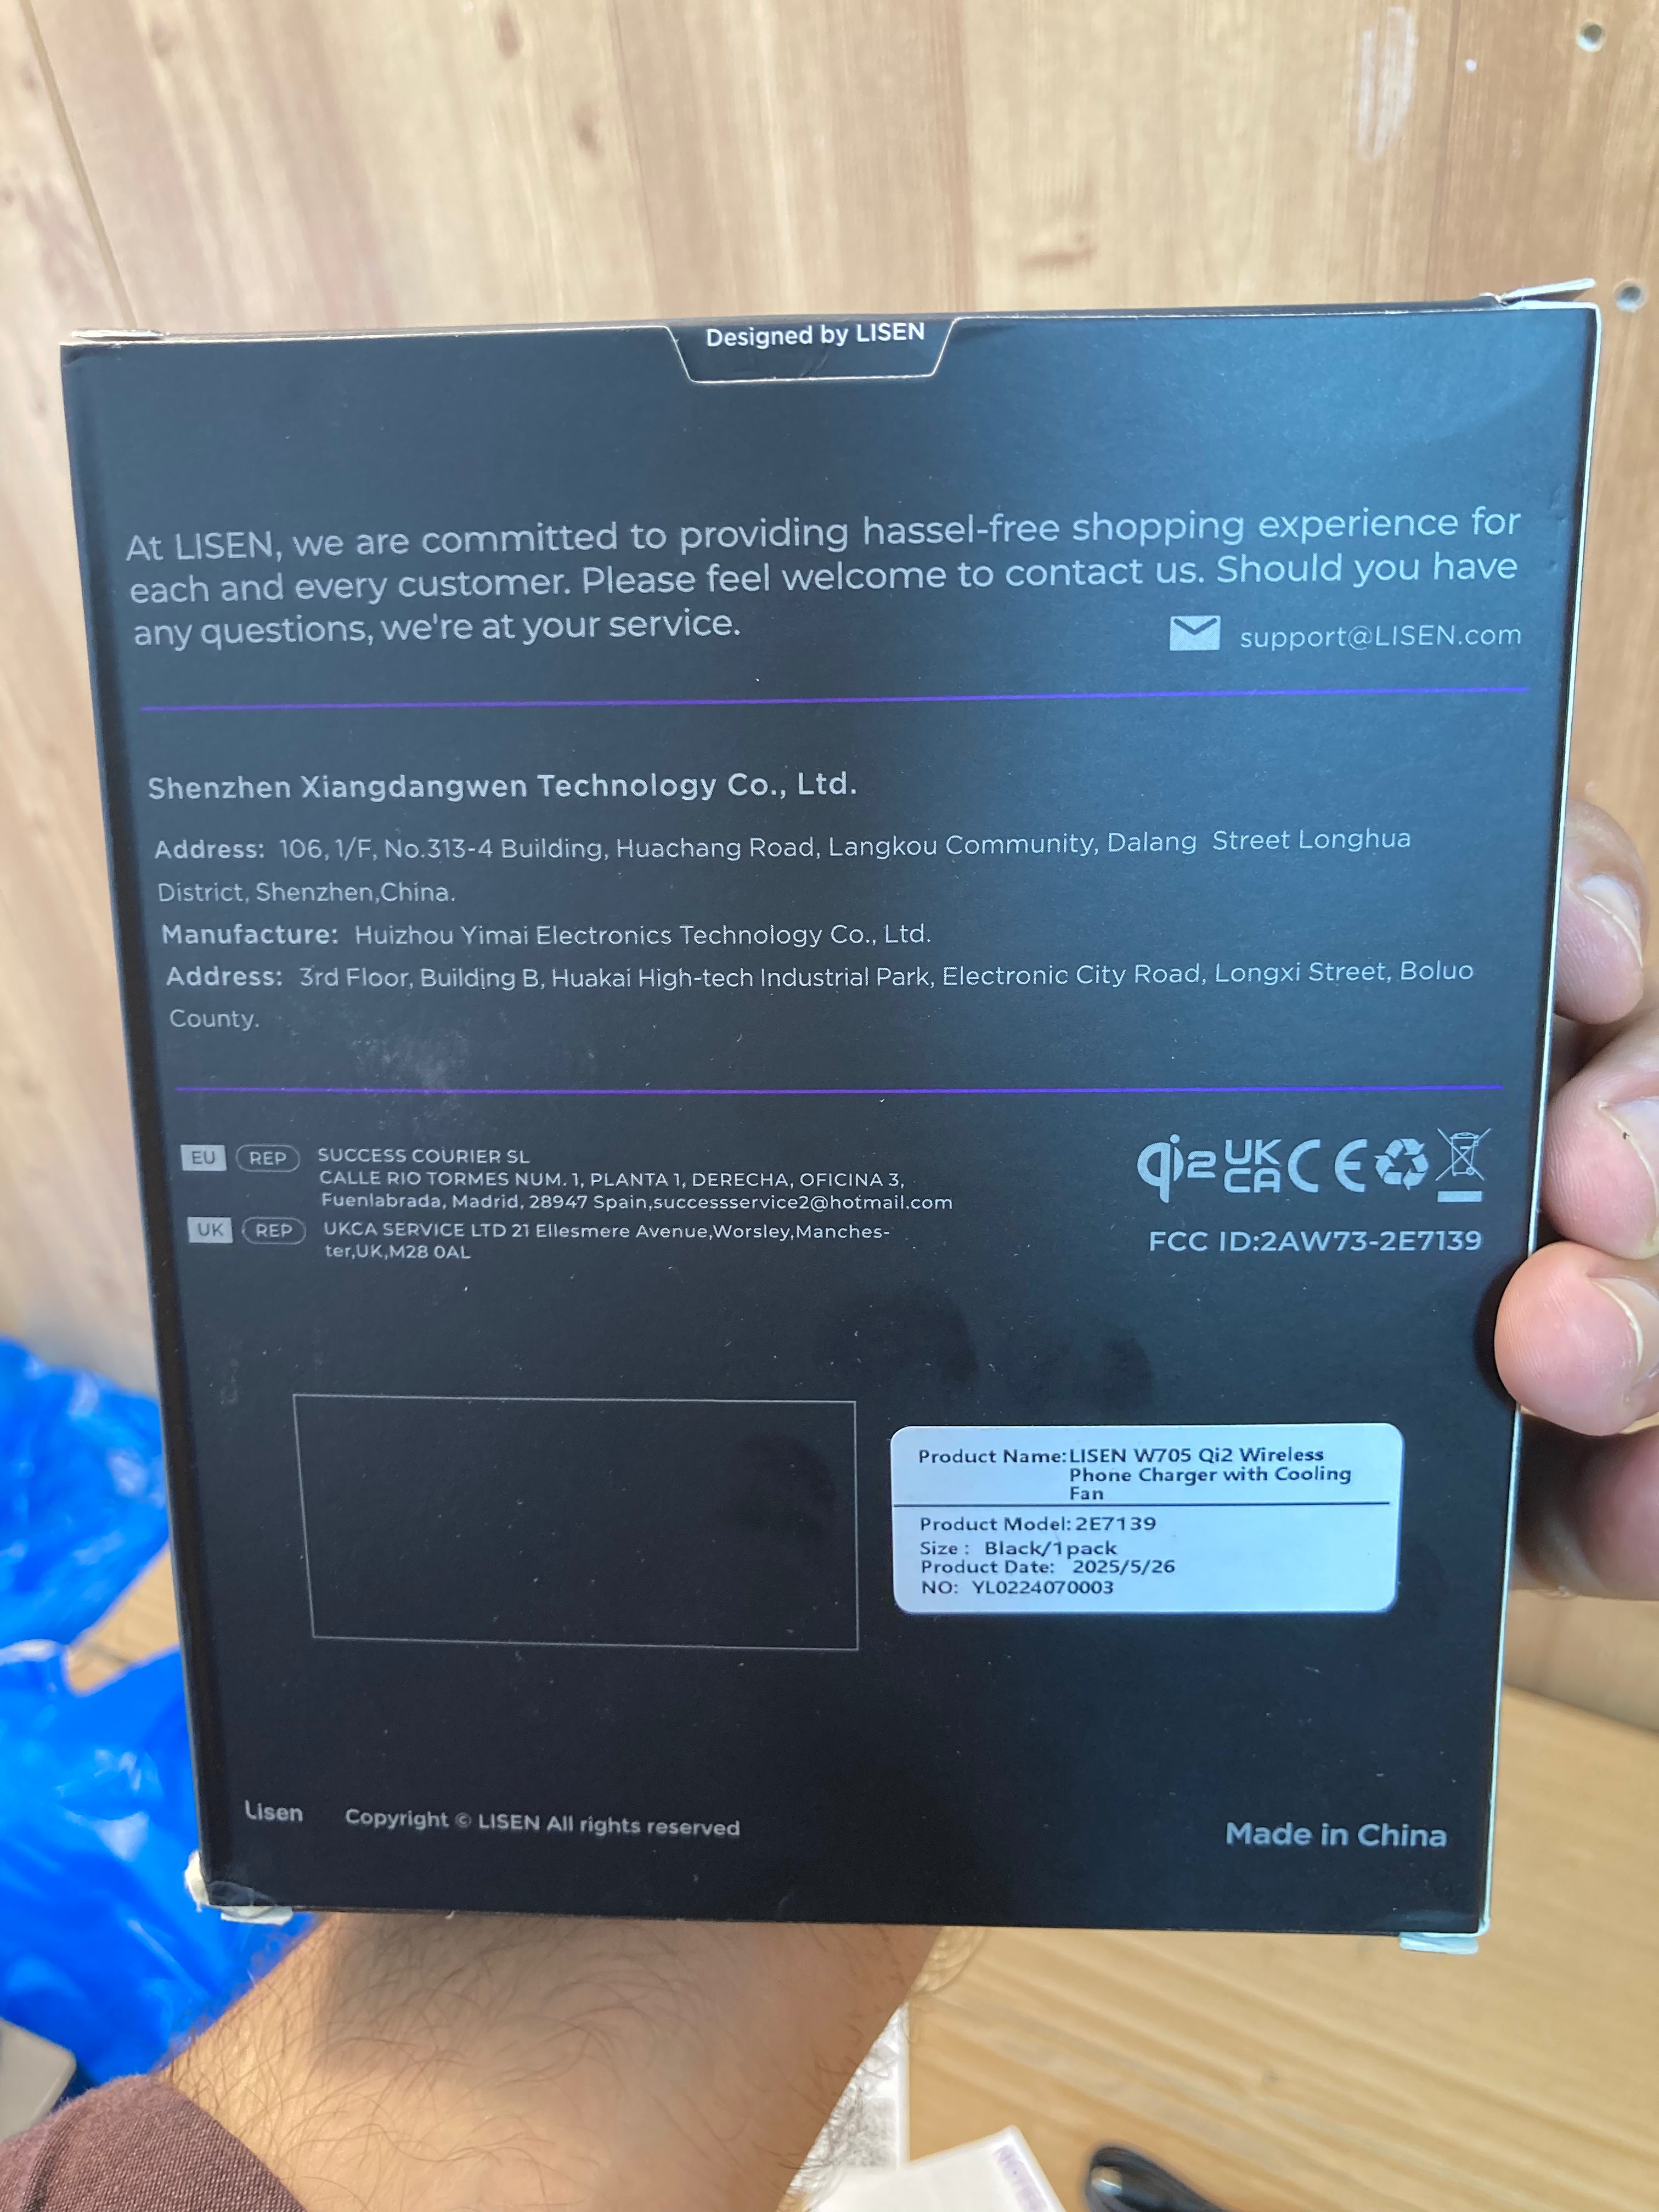 Designed by LISEN
At LISEN, we are committed to providing hassel-free shopping experience for
each and every customer. Please feel welcome to contact us. Should you have
any questions, we're at your service.
support@LISEN.com
Shenzhen Xiangdangwen Technology Co., Ltd.
Address: 106, 1/F, No.313-4 Building, Huachang Road, Langkou Community, Dalang Street Longhua
District, Shenzhen,China.
Manufacture: Huizhou Yimai Electronics Technology Co., Ltd.
Address: 3rd Floor, Building B, Huakai High-tech Industrial Park, Electronic City Road, Longxi Street, Boluo
County.
EU REP SUCCESS COURIER SL
CALLE RIO TORMES NUM. 1, PLANTA 1, DERECHA, OFICINA 3,
Fuenlabrada, Madrid, 28947 Spain,successservice2@hotmail.com
UK REP UKCA SERVICE LTD 21 Ellesmere Avenue,Worsley,Manches-
ter,UK,M28 0AL
qi2 UK CA CE
FCC ID:2AW73-2E7139
Product Name:LISEN W705 Qi2 Wireless
Phone Charger with Cooling
Fan
Product Model:2E7139
Size : Black/1pack
Product Date: 2025/5/26
NO: YL0224070003
Lisen Copyright © LISEN All rights reserved
Made in China